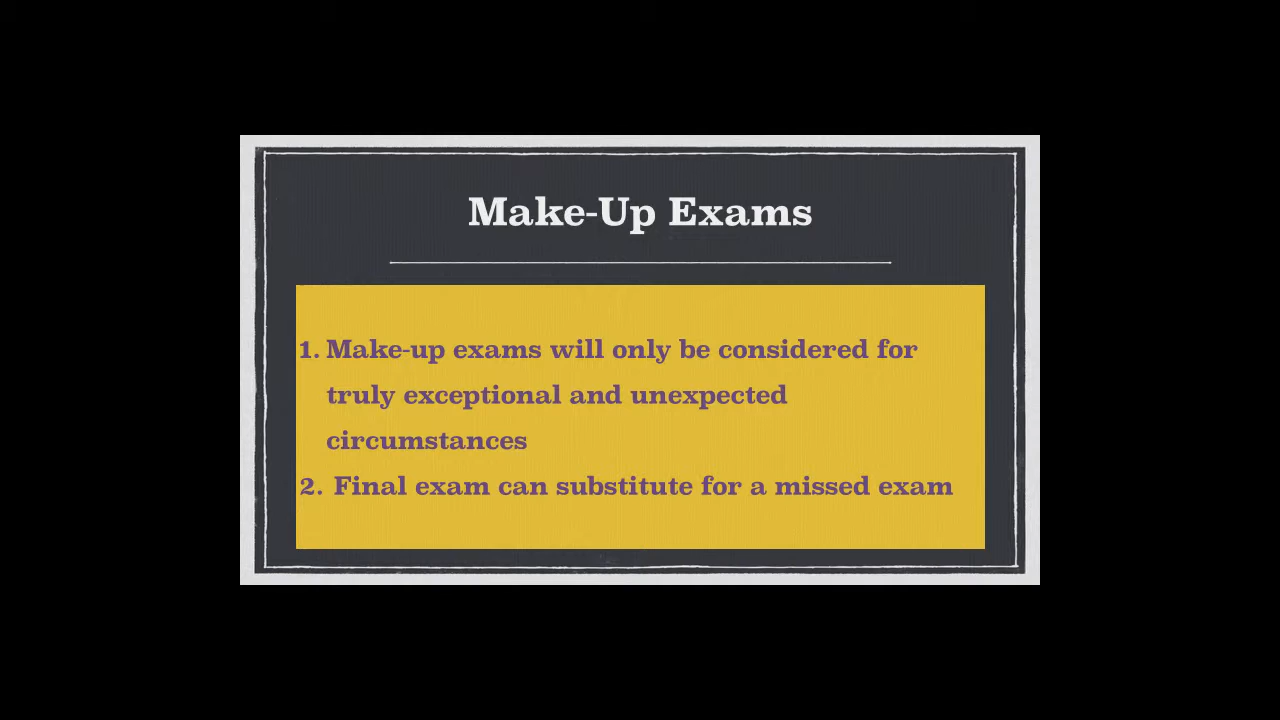 Make-Up Exams
1. Make-up exams will only be considered for
truly exceptional and unexpected
circumstances
2. Final exam can substitute for a missed exam